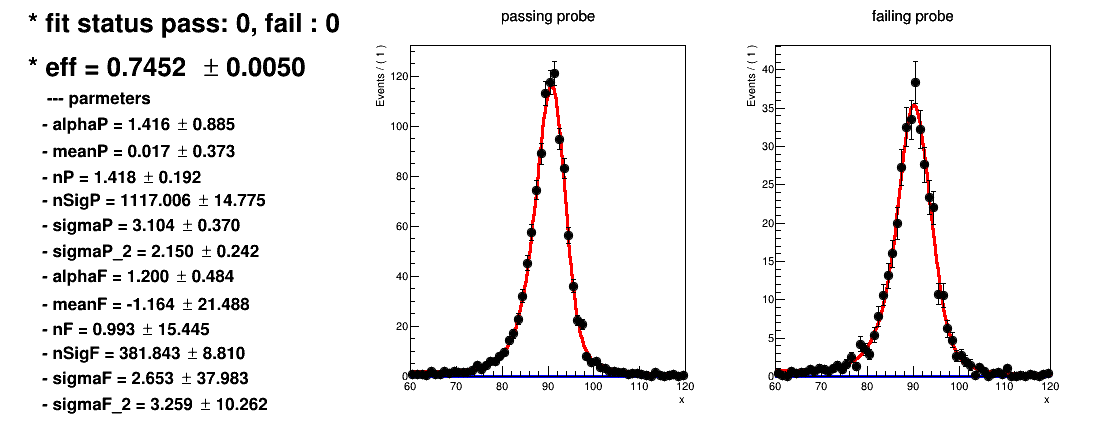 * fit status pass: 0, fail : 0
* eff = 0.7452 ± 0.0050
--- parmeters
- alphaP = 1.416 ± 0.885
- meanP = 0.017 ± 0.373
- nP = 1.418 ± 0.192
- nSigP = 1117.006 ± 14.775
- sigmaP = 3.104 ± 0.370
- sigmaP_2 = 2.150 ± 0.242
- alphaF = 1.200 ± 0.484
- meanF = -1.164 ± 21.488
- nF = 0.993 ± 15.445
- nSigF = 381.843 ± 8.810
- sigmaF = 2.653 ± 37.983
- sigmaF_2 = 3.259 ± 10.262
passing probe
Events / ( 1 )
120
100
80
60
40
20
0
60 70 80 90 100 110 120
x
failing probe
Events / ( 1 )
40
35
30
25
20
15
10
5
0
60 70 80 90 100 110 120
x